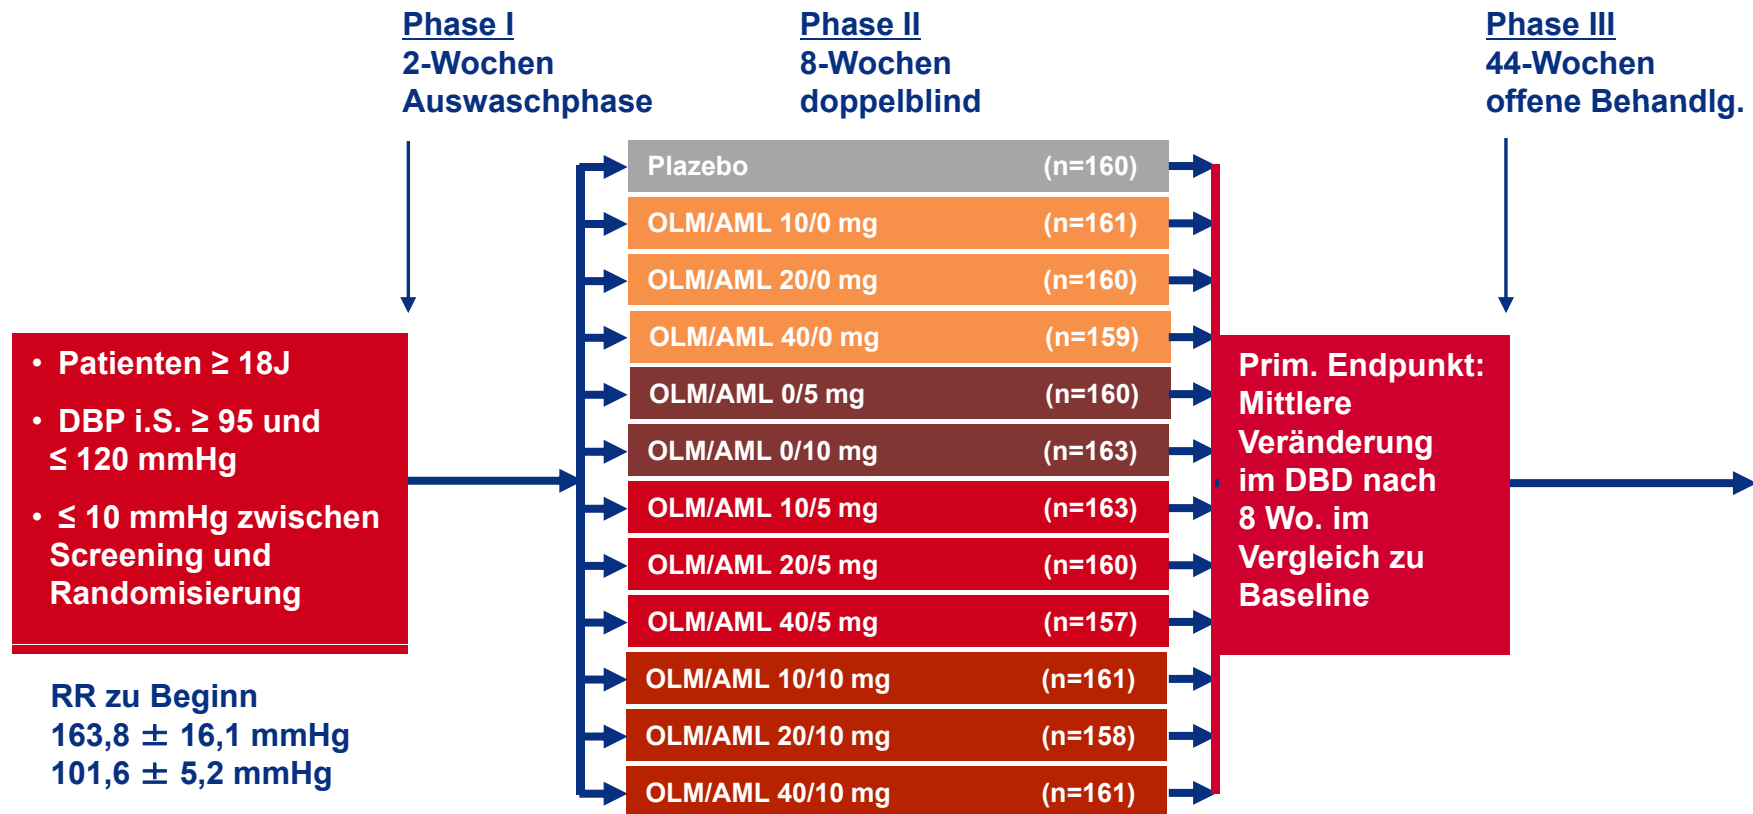 Phase I
2-Wochen
Auswaschphase
Phase II
8-Wochen
doppelblind
Phase III
44-Wochen
offene Behandlg.
• Patienten ≥ 18J
• DBP i.S. ≥ 95 und
≤ 120 mmHg
• ≤ 10 mmHg zwischen
Screening und
Randomisierung
RR zu Beginn
163,8 ± 16,1 mmHg
101,6 ± 5,2 mmHg
Plazebo (n=160)
OLM/AML 10/0 mg (n=161)
OLM/AML 20/0 mg (n=160)
OLM/AML 40/0 mg (n=159)
OLM/AML 0/5 mg (n=160)
OLM/AML 0/10 mg (n=163)
OLM/AML 10/5 mg (n=163)
OLM/AML 20/5 mg (n=160)
OLM/AML 40/5 mg (n=157)
OLM/AML 10/10 mg (n=161)
OLM/AML 20/10 mg (n=158)
OLM/AML 40/10 mg (n=161)
Prim. Endpunkt:
Mittlere
Veränderung
im DBD nach
8 Wo. im
Vergleich zu
Baseline